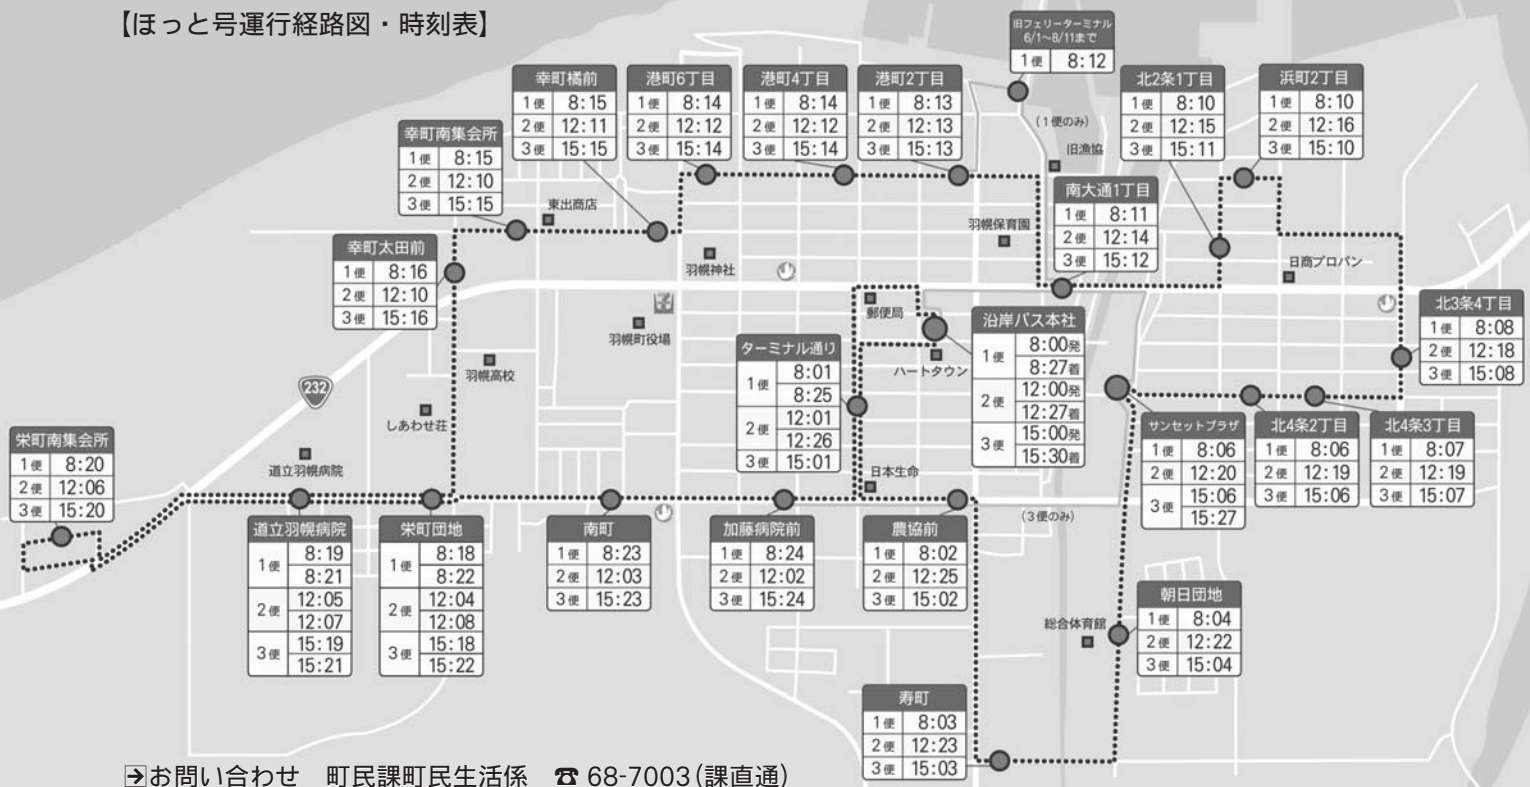 【ほっと号運行経路図・時刻表】
旧フェリーターミナル
6/1~8/11まで
1便 8:12
(1便のみ)
幸町橘前
1便 8:15
2便 12:11
3便 15:15
港町6丁目
1便 8:14
2便 12:12
3便 15:14
港町4丁目
1便 8:14
2便 12:12
3便 15:14
港町2丁目
1便 8:13
2便 12:13
3便 15:13
北2条1丁目
1便 8:10
2便 12:15
3便 15:11
浜町2丁目
1便 8:10
2便 12:16
3便 15:10
幸町南集会所
1便 8:15
2便 12:10
3便 15:15
旧漁協
南大通1丁目
1便 8:11
2便 12:14
3便 15:12
東出商店
羽幌保育園
幸町太田前
1便 8:16
2便 12:10
3便 15:16
羽幌神社
日商プロパン
郵便局
沿岸バス本社
1便 8:00発
8:27着
2便 12:00発
12:27着
3便 15:00発
15:30着
北3条4丁目
1便 8:08
2便 12:18
3便 15:08
羽幌町役場
ターミナル通り
1便 8:01
8:25
2便 12:01
12:26
3便 15:01
ハートタウン
羽幌高校
232
しあわせ荘
サンセットプラザ
1便 8:06
2便 12:20
3便 15:06
15:27
北4条2丁目
1便 8:06
2便 12:19
3便 15:06
北4条3丁目
1便 8:07
2便 12:19
3便 15:07
栄町南集会所
1便 8:20
2便 12:06
3便 15:20
道立羽幌病院
日本生命
(3便のみ)
道立羽幌病院
1便 8:19
8:21
2便 12:05
12:07
3便 15:19
15:21
栄町団地
1便 8:18
8:22
2便 12:04
12:08
3便 15:18
15:22
南町
1便 8:23
2便 12:03
3便 15:23
加藤病院前
1便 8:24
2便 12:02
3便 15:24
農協前
1便 8:02
2便 12:25
3便 15:02
朝日団地
1便 8:04
2便 12:22
3便 15:04
総合体育館
寿町
1便 8:03
2便 12:23
3便 15:03
→お問い合わせ 町民課町民生活係 ☎ 68-7003(課直通)